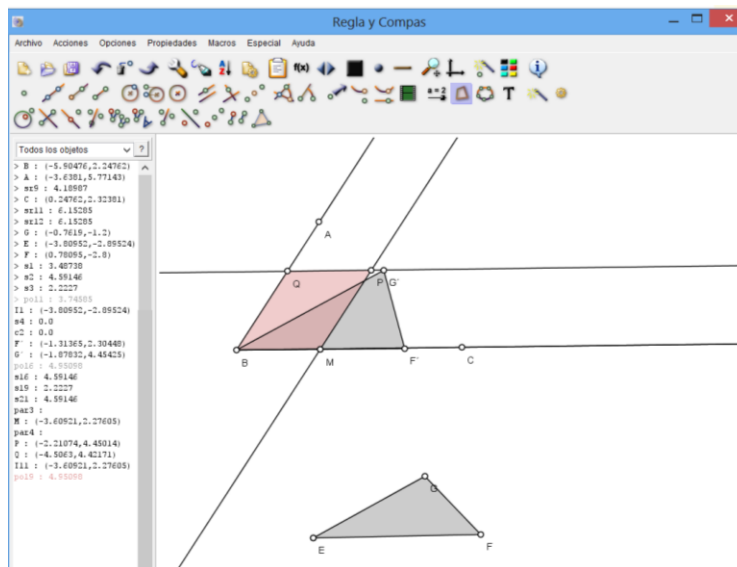 Regla y Compas
Archivo Acciones Opciones Propiedades Macros Especial Ayuda
f(x)
a=2 T
Todos los objetos ?
> B : (-5.90476,2.24762)
> A : (-3.6381,5.77143)
> sr9 : 4.18987
> C : (0.24762,2.32381)
> sr11 : 6.15285
> sr12 : 6.15285
> G : (-0.7619,-1.2)
> E : (-3.80952,-2.89524)
> F : (0.78095,-2.8)
> s1 : 3.48738
> s2 : 4.59146
> s3 : 2.2227
> pol1 : 3.74585
I1 : (-3.80952,-2.89524)
s4 : 0.0
c2 : 0.0
F´ : (-1.31365,2.30448)
G´ : (-1.87832,4.45425)
pol6 : 4.95098
s16 : 4.59146
s19 : 2.2227
s21 : 4.59146
par3 :
M : (-3.60921,2.27605)
par4 :
P : (-2.21074,4.45014)
Q : (-4.5063,4.42171)
I11 : (-3.60921,2.27605)
pol9 : 4.95098
A
Q P G´
B M F´ C
G
E F